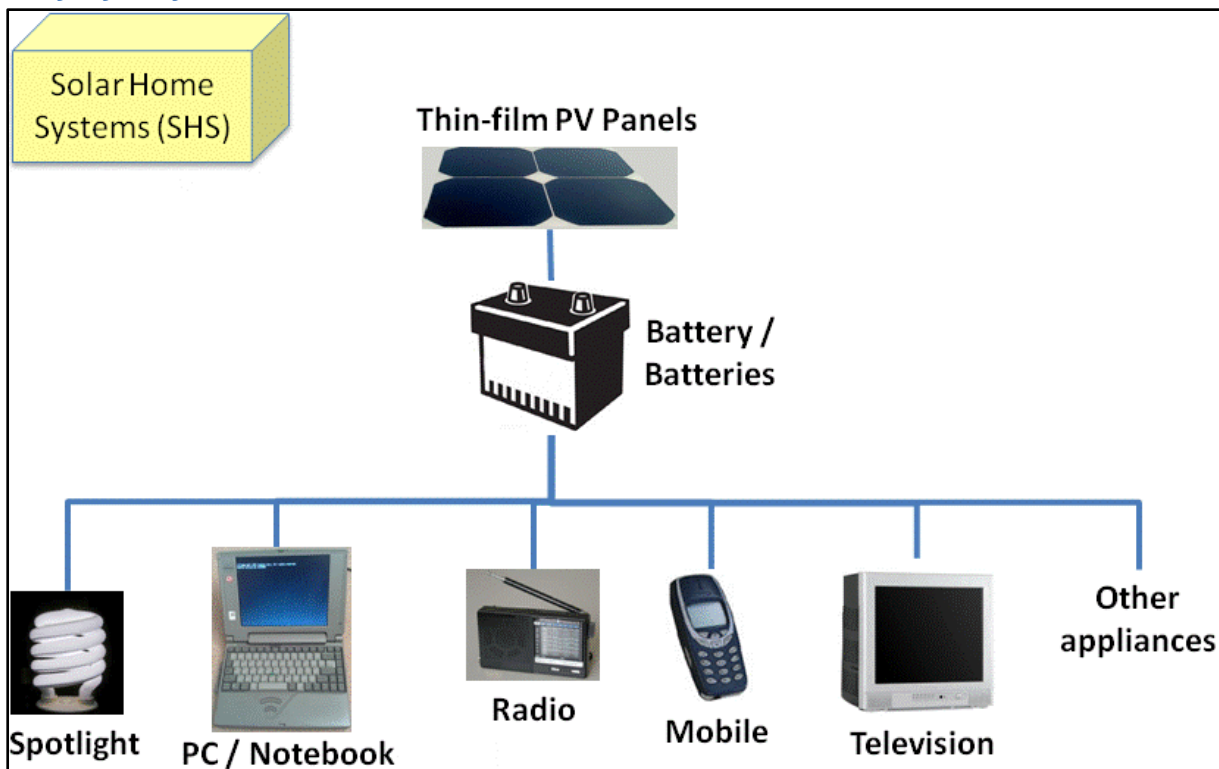 Solar Home
Systems (SHS)
Thin-film PV Panels
Battery /
Batteries
Other
appliances
Radio
Mobile
Spotlight
PC / Notebook
Television